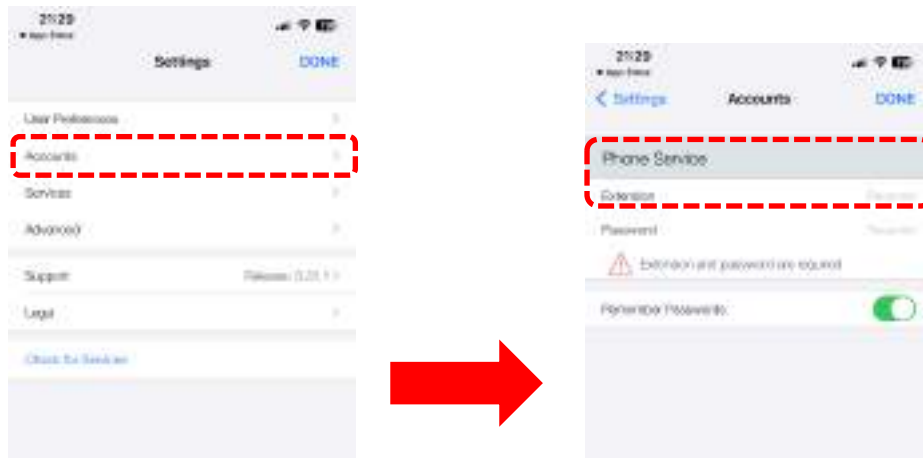 21:29
Settings
DONE
User Preferences
Accounts
Services
Advanced
Support
Legal
Check for Services
21:29
Settings
Accounts
DONE
Phone Service
Extension
Password
Extension and password are required
Remember Passwords